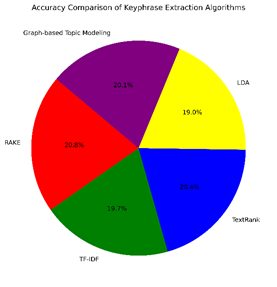 Accuracy Comparison of Keyphrase Extraction Algorithms
Graph-based Topic Modeling
20.1%
LDA
19.0%
RAKE
20.8%
20.4%
TextRank
19.7%
TF-IDF